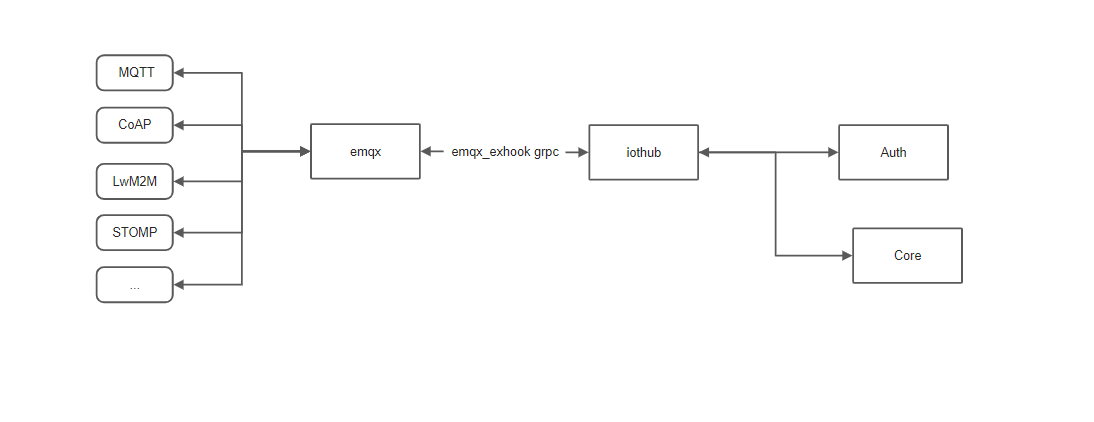 MQTT
CoAP
LwM2M
STOMP
...
emqx
emqx_exhook grpc
iothub
Auth
Core